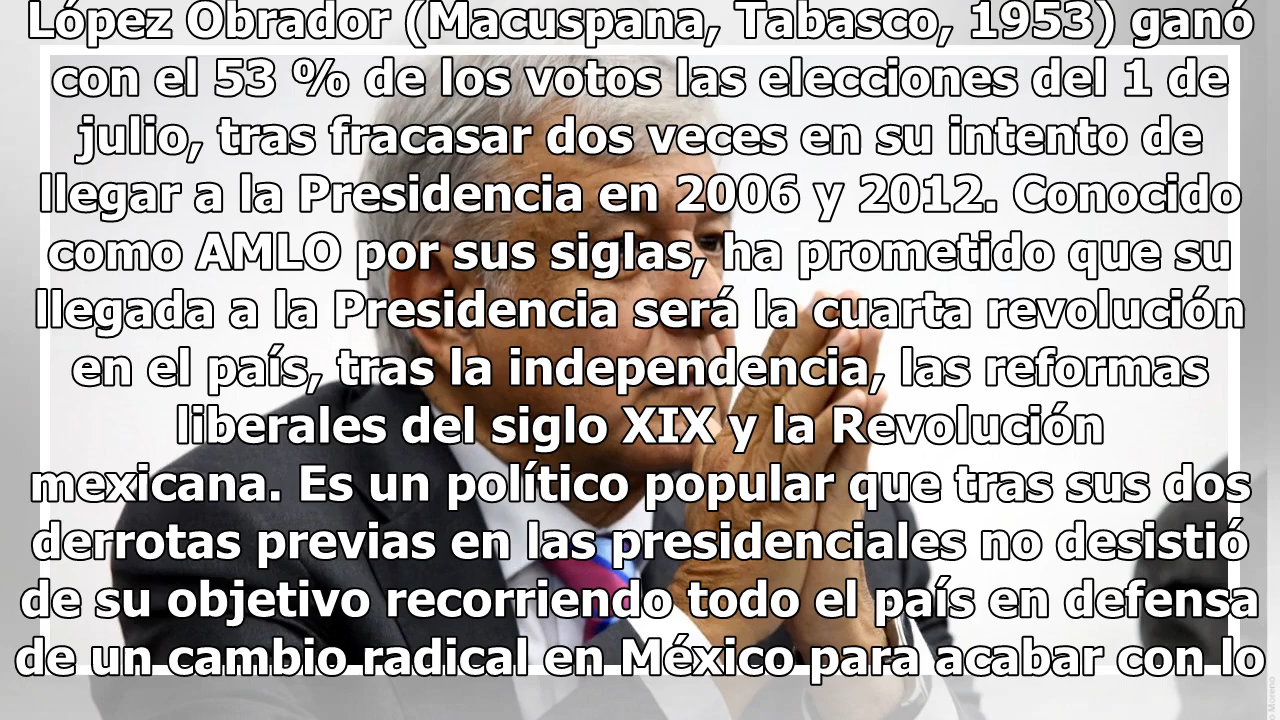 López Obrador (Macuspana, Tabasco, 1953) ganó
con el 53 % de los votos las elecciones del 1 de
julio, tras fracasar dos veces en su intento de
llegar a la Presidencia en 2006 y 2012. Conocido
como AMLO por sus siglas, ha prometido que su
llegada a la Presidencia será la cuarta revolución
en el país, tras la independencia, las reformas
liberales del siglo XIX y la Revolución
mexicana. Es un político popular que tras sus dos
derrotas previas en las presidenciales no desistió
de su objetivo recorriendo todo el país en defensa
de un cambio radical en México para acabar con lo